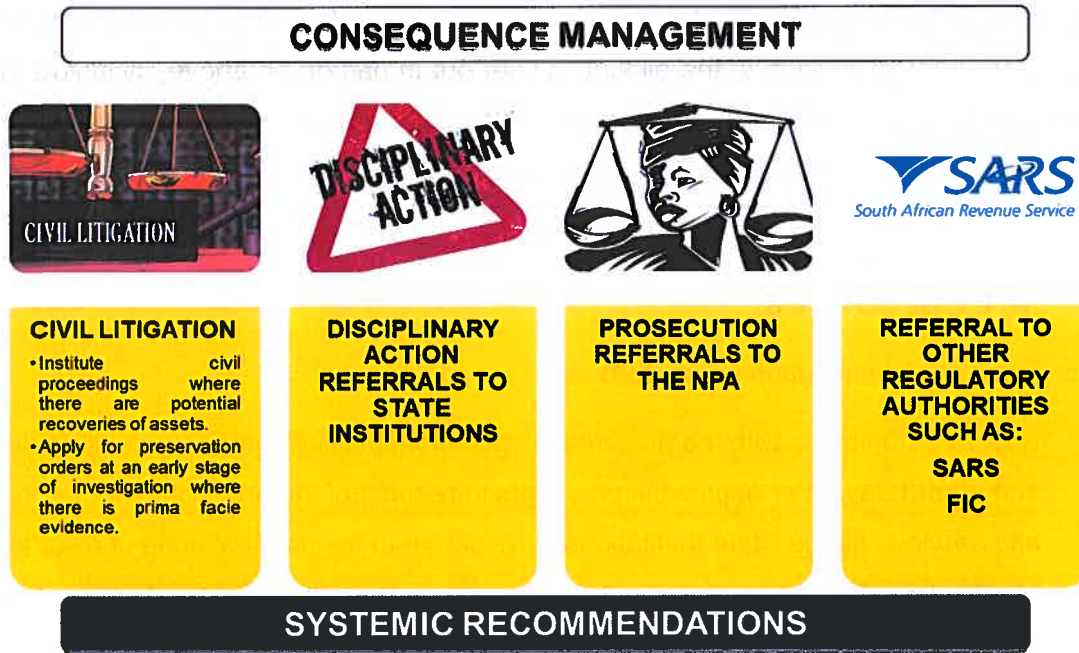 CONSEQUENCE MANAGEMENT
CIVIL LITIGATION
DISCIPLINARY
ACTION
SARS
South African Revenue Service
CIVIL LITIGATION
•Institute civil
proceedings where
there are potential
recoveries of assets.
•Apply for preservation
orders at an early stage
of investigation where
there is prima facie
evidence.
DISCIPLINARY
ACTION
REFERRALS TO
STATE
INSTITUTIONS
PROSECUTION
REFERRALS TO
THE NPA
REFERRAL TO
OTHER
REGULATORY
AUTHORITIES
SUCH AS:
SARS
FIC
SYSTEMIC RECOMMENDATIONS